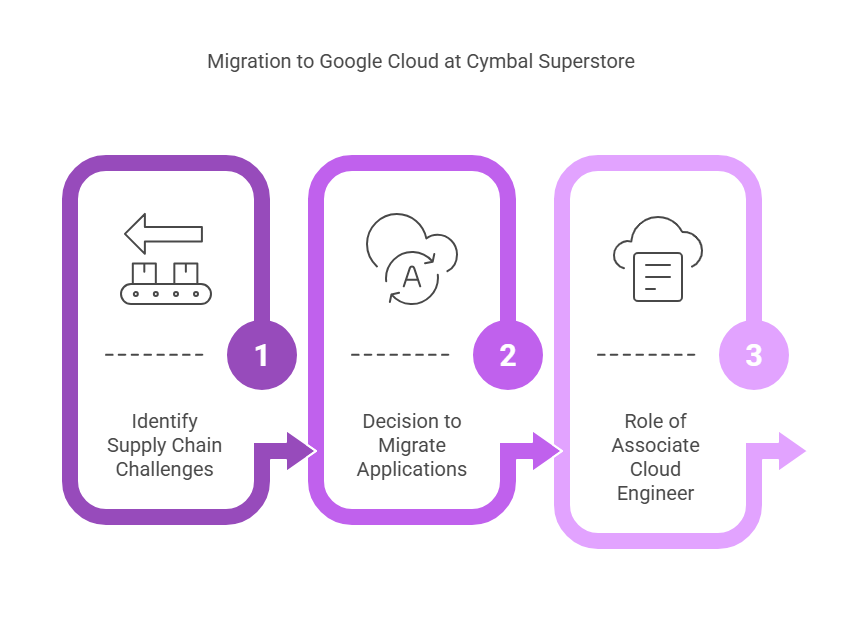 Migration to Google Cloud at Cymbal Superstore
A
1
2
3
Identify
Supply Chain
Challenges
Decision to
Migrate
Applications
Role of
Associate
Cloud
Engineer